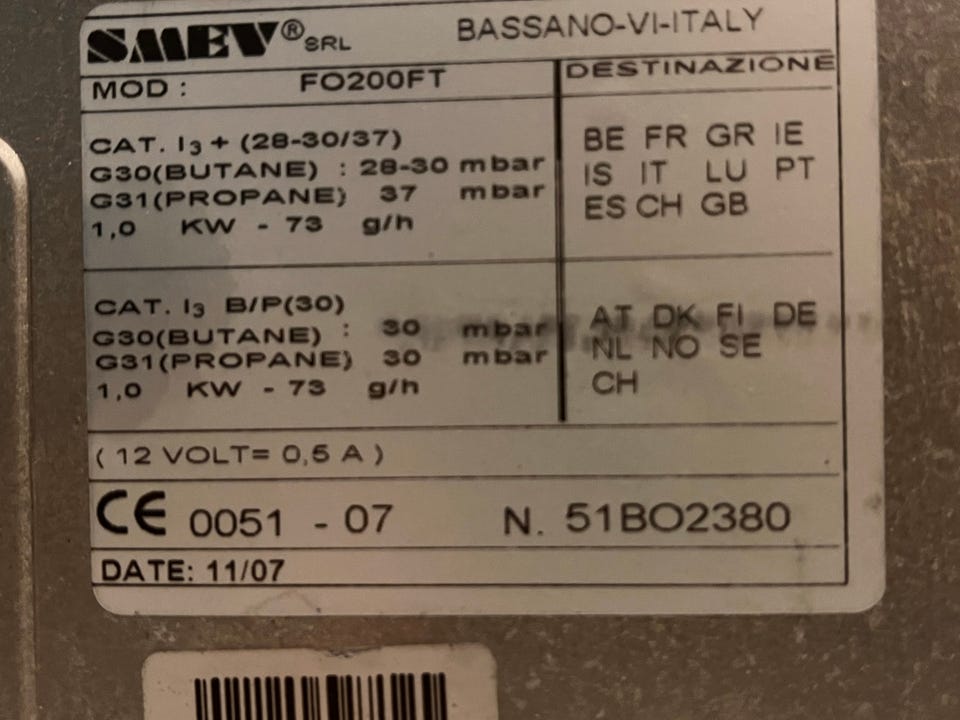 SMEV® SRL BASSANO-VI-ITALY
MOD : FO200FT DESTINAZIONE
CAT. I3 + (28-30/37)
G30(BUTANE) : 28-30 mbar
G31(PROPANE) 37 mbar
1,0 KW - 73 g/h
BE FR GR IE
IS IT LU PT
ES CH GB
CAT. I3 B/P(30)
G30(BUTANE) : 30 mbar
G31(PROPANE) 30 mbar
1,0 KW - 73 g/h
AT DK FI DE
NL NO SE
CH
( 12 VOLT= 0,5 A )
CE 0051 - 07 N. 51BO2380
DATE: 11/07